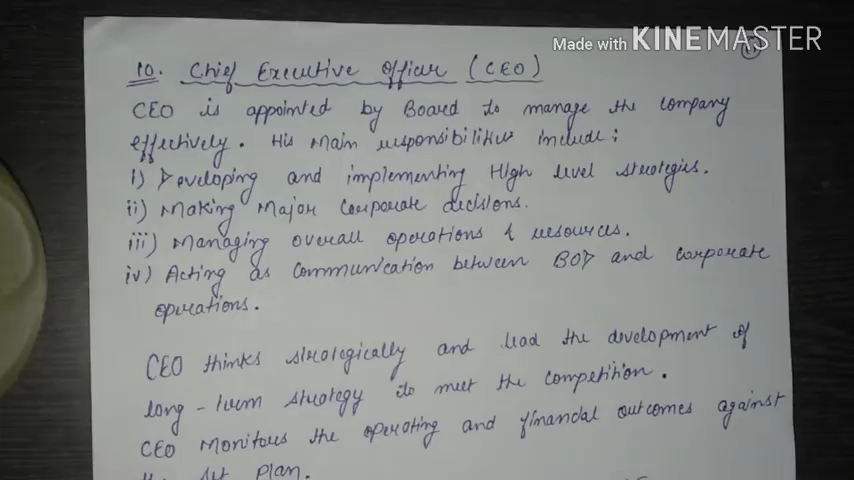 Made with KINEMASTER
10. Chief Executive Officer (CEO)
CEO is appointed by Board to manage the company
effectively. His Main responsibilities include:
i) Developing and implementing High level strategies.
ii) Making Major Corporate decisions.
iii) Managing overall operations & resources.
iv) Acting as Communication between BOD and corporate
operations.
CEO thinks strategically and lead the development of
long-term strategy to meet the competition.
CEO Monitors the operating and financial outcomes against
the set plan.